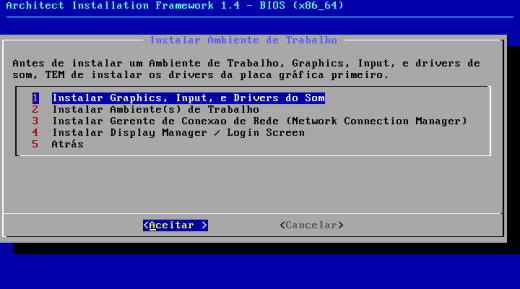 Architect Installation Framework 1.4 - BIOS (x86_64)
Instalar Ambiente de Trabalho
Antes de instalar um Ambiente de Trabalho, Graphics, Input, e drivers de
som, TEM de instalar os drivers da placa gráfica primeiro.
1 Instalar Graphics, Input, e Drivers do Som
2 Instalar Ambiente(s) de Trabalho
3 Instalar Gerente de Conexao de Rede (Network Connection Manager)
4 Instalar Display Manager / Login Screen
5 Atrás
<Aceitar > <Cancelar>